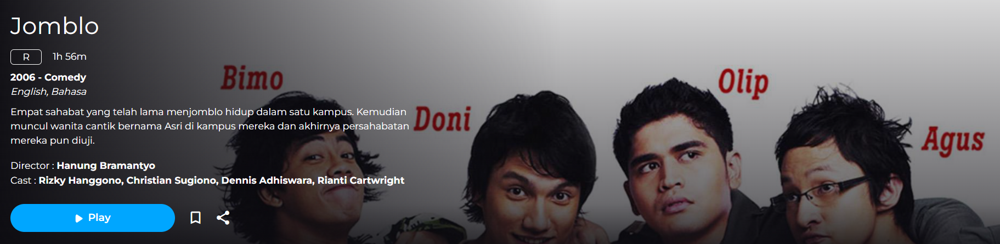 Jomblo
R 1h 56m
2006 - Comedy
English, Bahasa
Empat sahabat yang telah lama menjomblo hidup dalam satu kampus. Kemudian
muncul wanita cantik bernama Asri di kampus mereka dan akhirnya persahabatan
mereka pun diuji.
Director : Hanung Bramantyo
Cast : Rizky Hanggono, Christian Sugiono, Dennis Adhiswara, Rianti Cartwright
Play
Bimo
Doni
Olip
Agus